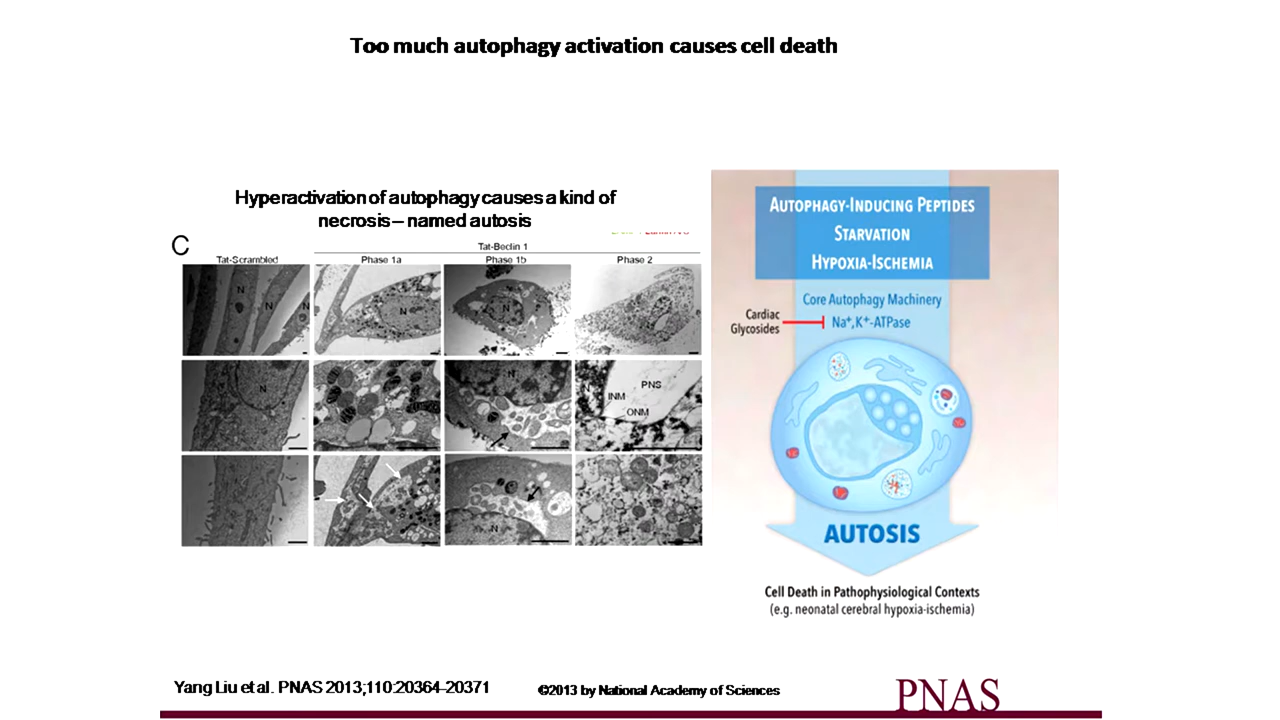 Too much autophagy activation causes cell death
Hyperactivation of autophagy causes a kind of
necrosis – named autosis
C
Tat-Beclin 1
Tat-Scrambled Phase 1a Phase 1b Phase 2
N N N N N
N N PNS
INM
ONM
N
AUTOPHAGY-INDUCING PEPTIDES
STARVATION
HYPOXIA-ISCHEMIA
Core Autophagy Machinery
Cardiac
Glycosides
Na⁺,K⁺-ATPase
AUTOSIS
Cell Death in Pathophysiological Contexts
(e.g. neonatal cerebral hypoxia-ischemia)
Yang Liu et al. PNAS 2013;110:20364-20371
©2013 by National Academy of Sciences
PNAS